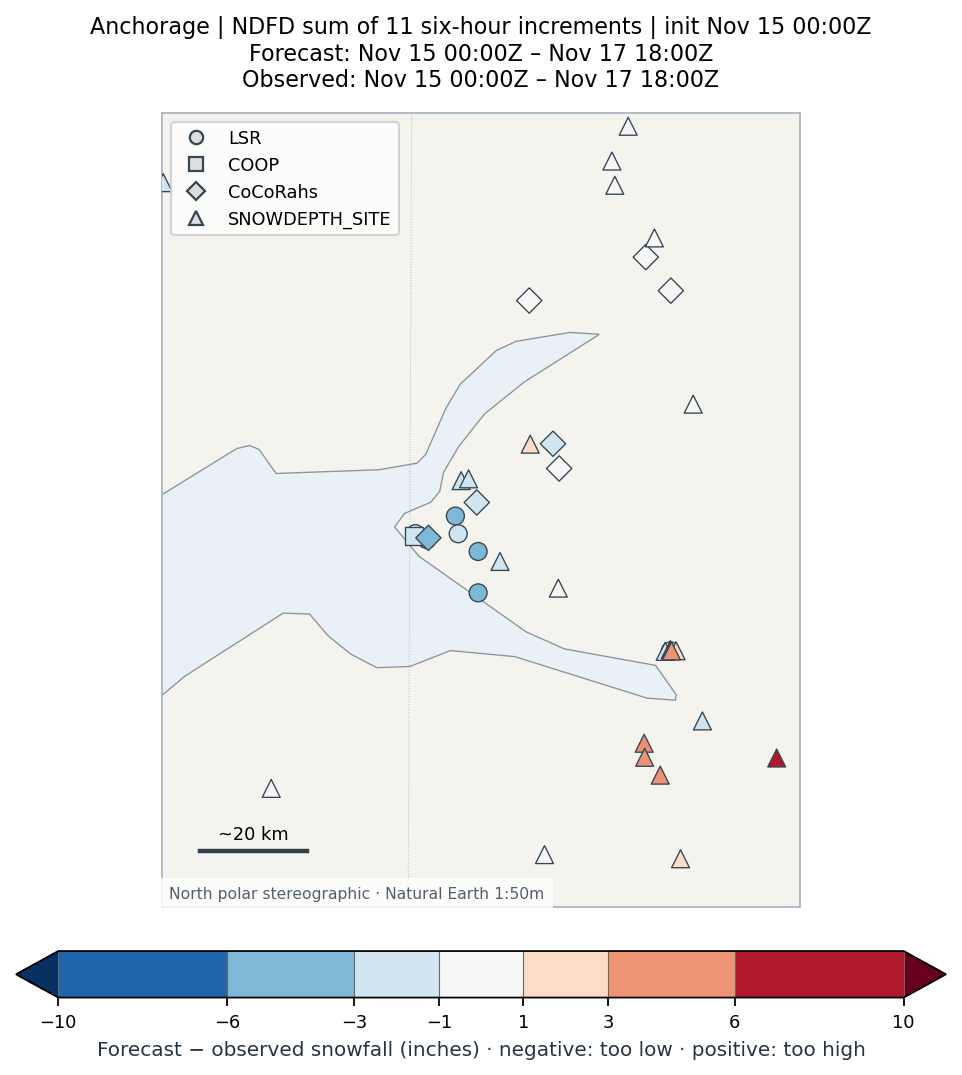 Anchorage | NDFD sum of 11 six-hour increments | init Nov 15 00:00Z
Forecast: Nov 15 00:00Z – Nov 17 18:00Z
Observed: Nov 15 00:00Z – Nov 17 18:00Z
LSR
COOP
CoCoRahs
SNOWDEPTH_SITE
~20 km
North polar stereographic · Natural Earth 1:50m
−10 −6 −3 −1 1 3 6 10
Forecast − observed snowfall (inches) · negative: too low · positive: too high